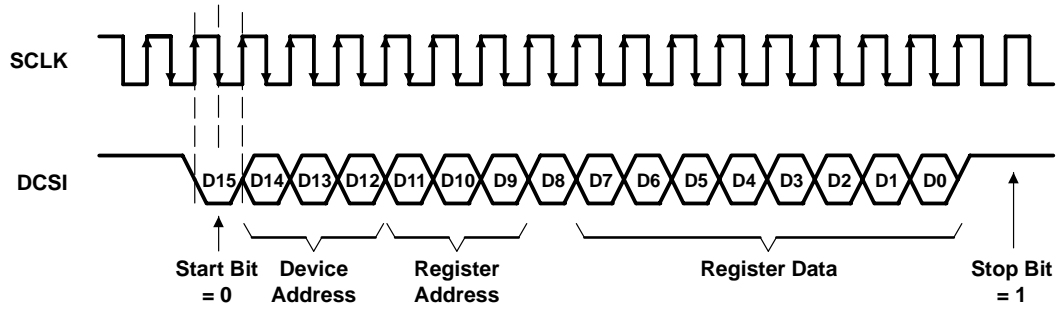 SCLK
DCSI
D15 D14 D13 D12 D11 D10 D9 D8 D7 D6 D5 D4 D3 D2 D1 D0
Start Bit
= 0
Device
Address
Register
Address
Register Data
Stop Bit
= 1